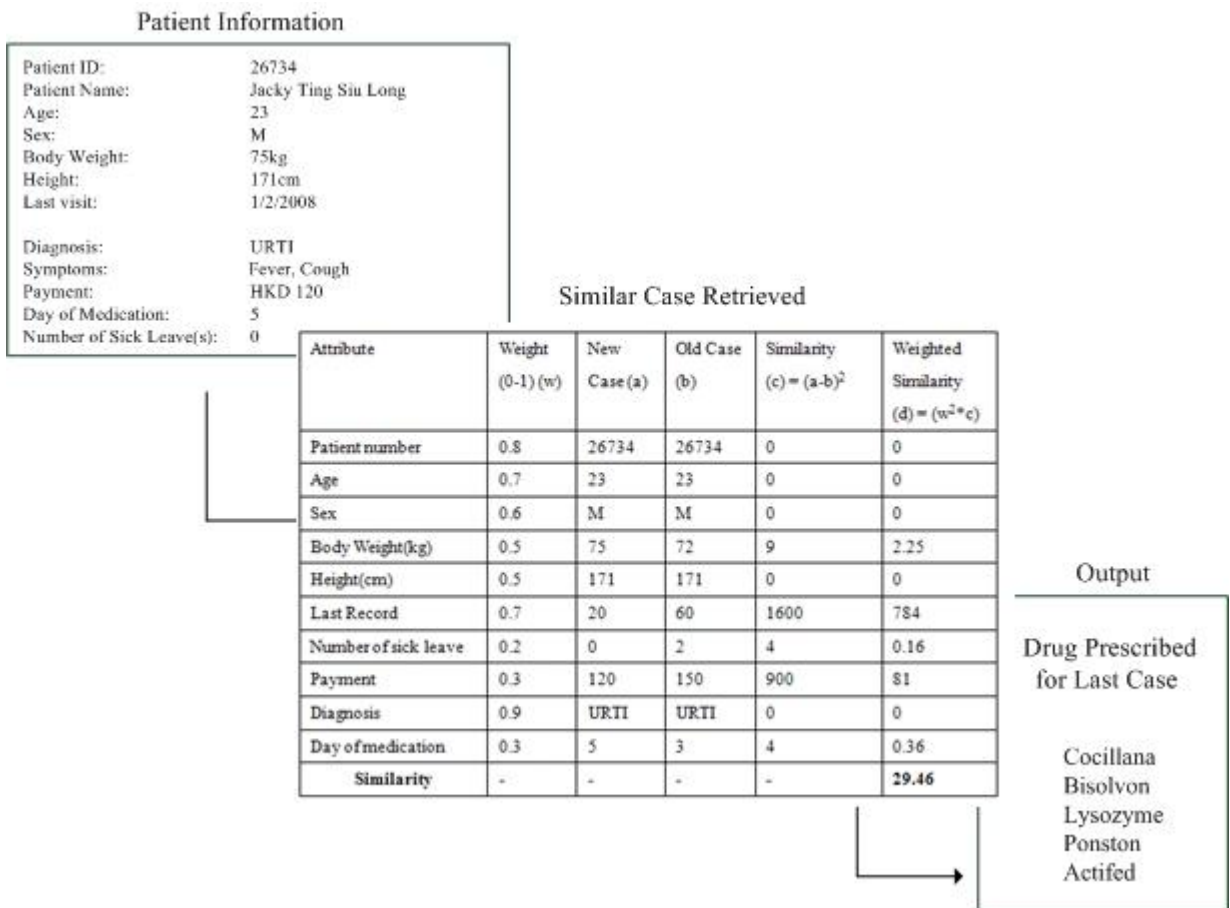 Patient Information
Patient ID: 26734
Patient Name: Jacky Ting Siu Long
Age: 23
Sex: M
Body Weight: 75kg
Height: 171cm
Last visit: 1/2/2008
Diagnosis: URTI
Symptoms: Fever, Cough
Payment: HKD 120
Day of Medication: 5
Number of Sick Leave(s): 0
Similar Case Retrieved
Attribute Weight New Old Case Similarity Weighted
(0-1) (w) Case (a) (b) (c) = (a-b)² Similarity
(d) = (w²*c)
Patient number 0.8 26734 26734 0 0
Age 0.7 23 23 0 0
Sex 0.6 M M 0 0
Body Weight(kg) 0.5 75 72 9 2.25
Height(cm) 0.5 171 171 0 0
Last Record 0.7 20 60 1600 784
Number of sick leave 0.2 0 2 4 0.16
Payment 0.3 120 150 900 81
Diagnosis 0.9 URTI URTI 0 0
Day of medication 0.3 5 3 4 0.36
Similarity - - - - 29.46
Output
Drug Prescribed
for Last Case
Cocillana
Bisolvon
Lysozyme
Ponston
Actifed